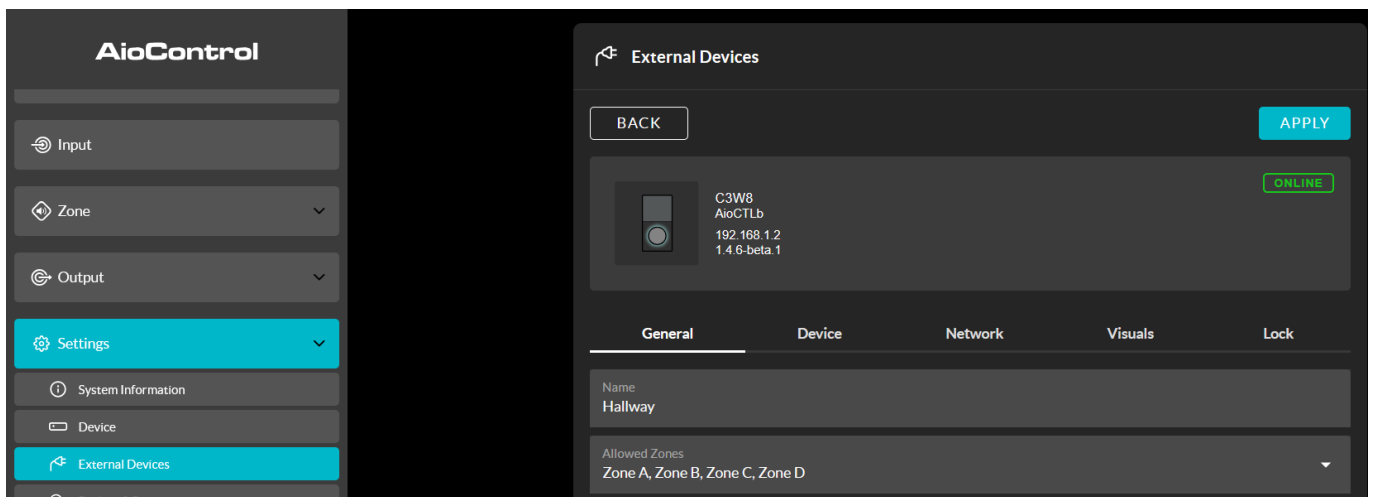 AioControl
Input
Zone
Output
Settings
System Information
Device
External Devices
External Devices
BACK
APPLY
ONLINE
C3W8
AioCTLb
192.168.1.2
1.4.6-beta.1
General
Device
Network
Visuals
Lock
Name
Hallway
Allowed Zones
Zone A, Zone B, Zone C, Zone D